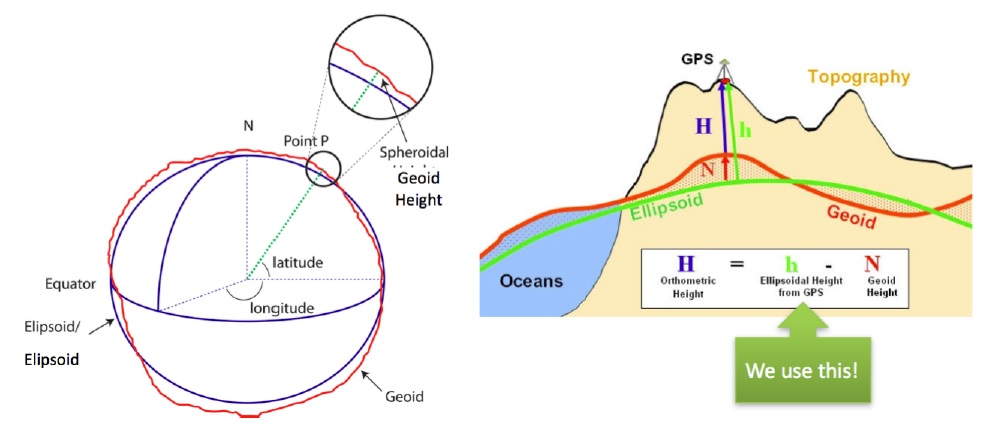 N
Point P
Spheroidal
Geoid
Height
latitude
Equator
longitude
Elipsoid/
Elipsoid
Geoid
GPS
Topography
H
h
N
Ellipsoid
Geoid
Oceans
H = h - N
Orthometric Height
Ellipsoidal Height from GPS
Geoid Height
We use this!